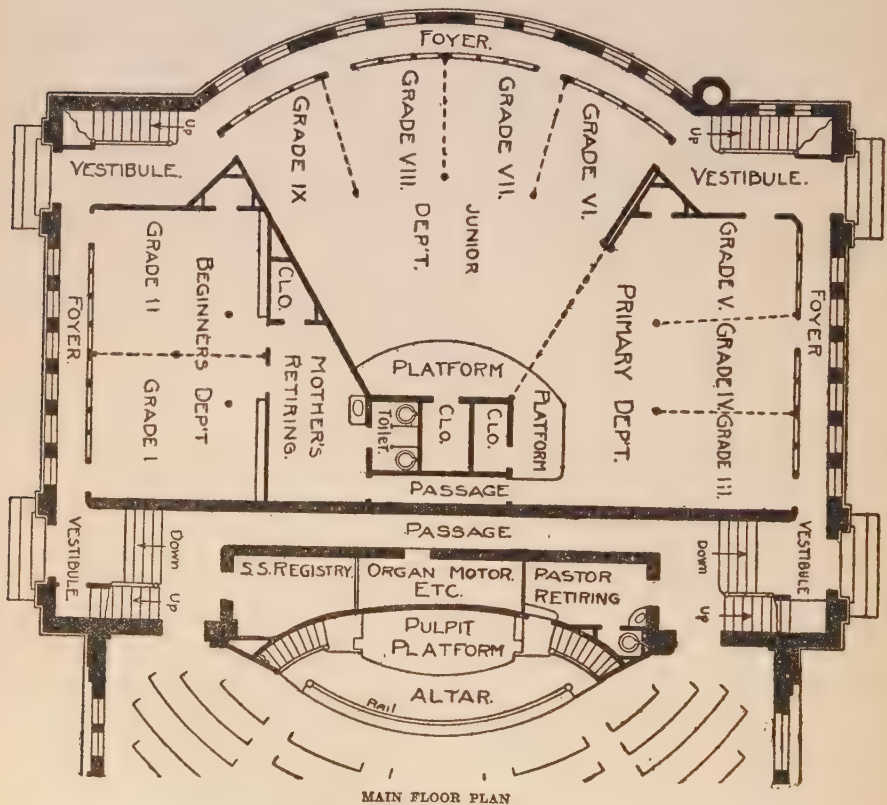 FOYER.
UP
VESTIBULE.
GRADE IX
GRADE VIII.
GRADE VII.
GRADE VI.
UP
VESTIBULE.
JUNIOR
DEP'T.
FOYER
GRADE II
BEGINNERS DEP'T
GRADE I
CLO.
MOTHER'S
RETIRING.
PLATFORM
PLATFORM
Toilet.
CLO.
CLO.
PRIMARY DEP'T.
GRADE V.
GRADE IV.
GRADE III.
FOYER
PASSAGE
PASSAGE
VESTIBULE
Down
UP
S.S. REGISTRY.
ORGAN MOTOR.
ETC.
PASTOR
RETIRING
Down
UP
VESTIBULE
PULPIT
PLATFORM
ALTAR.
Rail
MAIN FLOOR PLAN